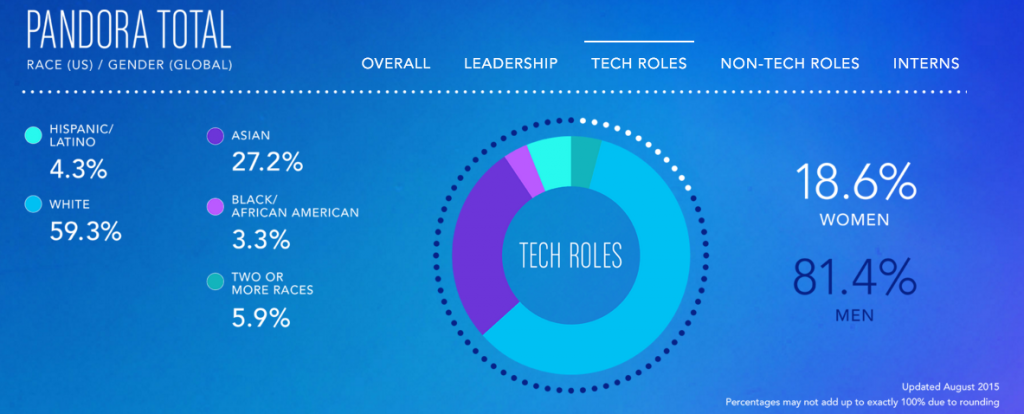 PANDORA TOTAL
RACE (US) / GENDER (GLOBAL)
OVERALL LEADERSHIP TECH ROLES NON-TECH ROLES INTERNS
HISPANIC/
LATINO
4.3%
WHITE
59.3%
ASIAN
27.2%
BLACK/
AFRICAN AMERICAN
3.3%
TWO OR
MORE RACES
5.9%
TECH ROLES
18.6%
WOMEN
81.4%
MEN
Updated August 2015
Percentages may not add up to exactly 100% due to rounding